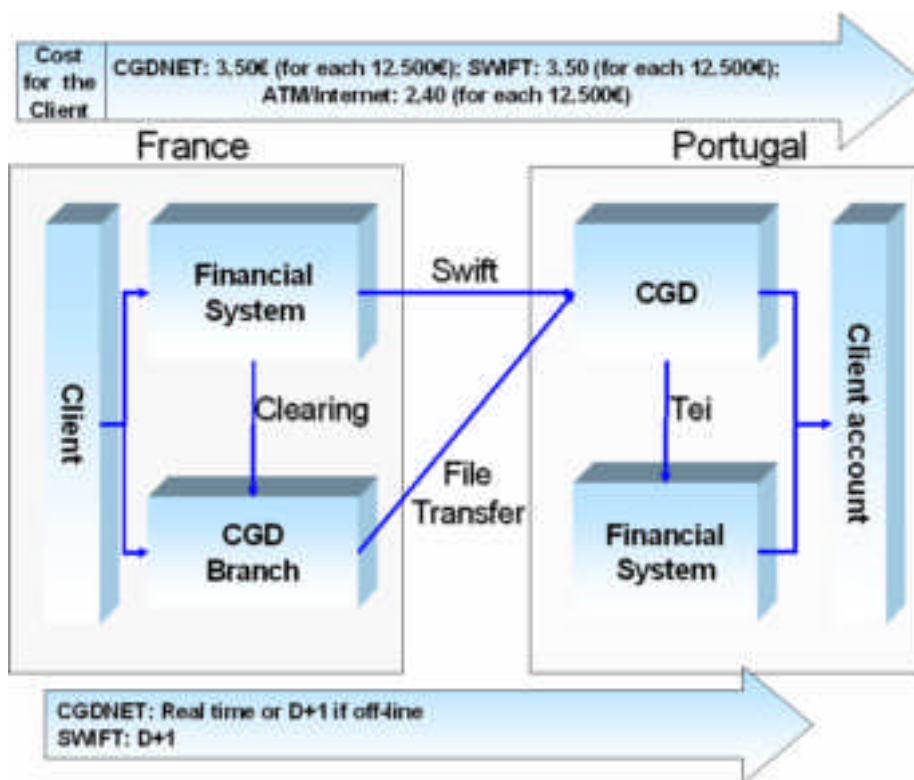 Cost
for the
Client
CGDNET: 3.50€ (for each 12.500€); SWIFT: 3.50 (for each 12.500€);
ATM/Internet: 2.40 (for each 12.500€)
France
Portugal
Client
Financial
System
Swift
CGD
Client account
Clearing
Tei
File
Transfer
CGD
Branch
Financial
System
CGDNET: Real time or D+1 if off-line
SWIFT: D+1